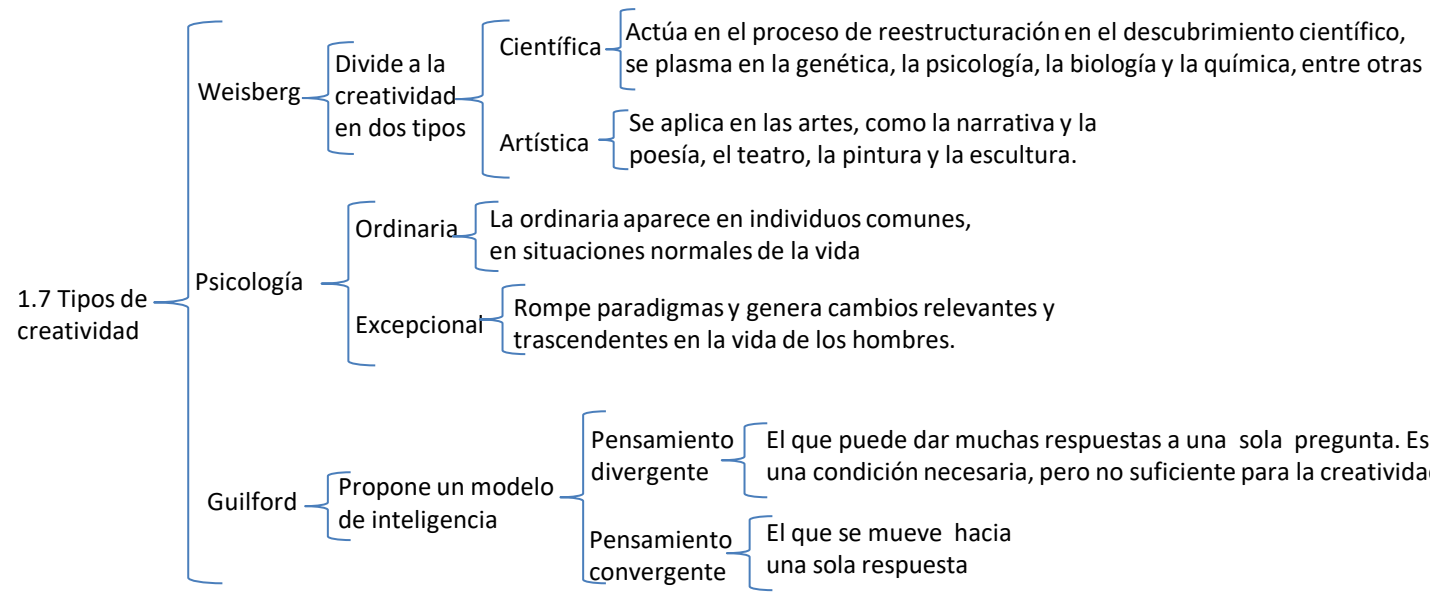 1.7 Tipos de
creatividad
Weisberg
Divide a la
creatividad
en dos tipos
Científica
Actúa en el proceso de reestructuración en el descubrimiento científico,
se plasma en la genética, la psicología, la biología y la química, entre otras
Artística
Se aplica en las artes, como la narrativa y la
poesía, el teatro, la pintura y la escultura.
Psicología
Ordinaria
La ordinaria aparece en individuos comunes,
en situaciones normales de la vida
Excepcional
Rompe paradigmas y genera cambios relevantes y
trascendentes en la vida de los hombres.
Guilford
Propone un modelo
de inteligencia
Pensamiento
divergente
El que puede dar muchas respuestas a una sola pregunta. Es
una condición necesaria, pero no suficiente para la
Pensamiento
convergente
El que se mueve hacia
una sola respuesta